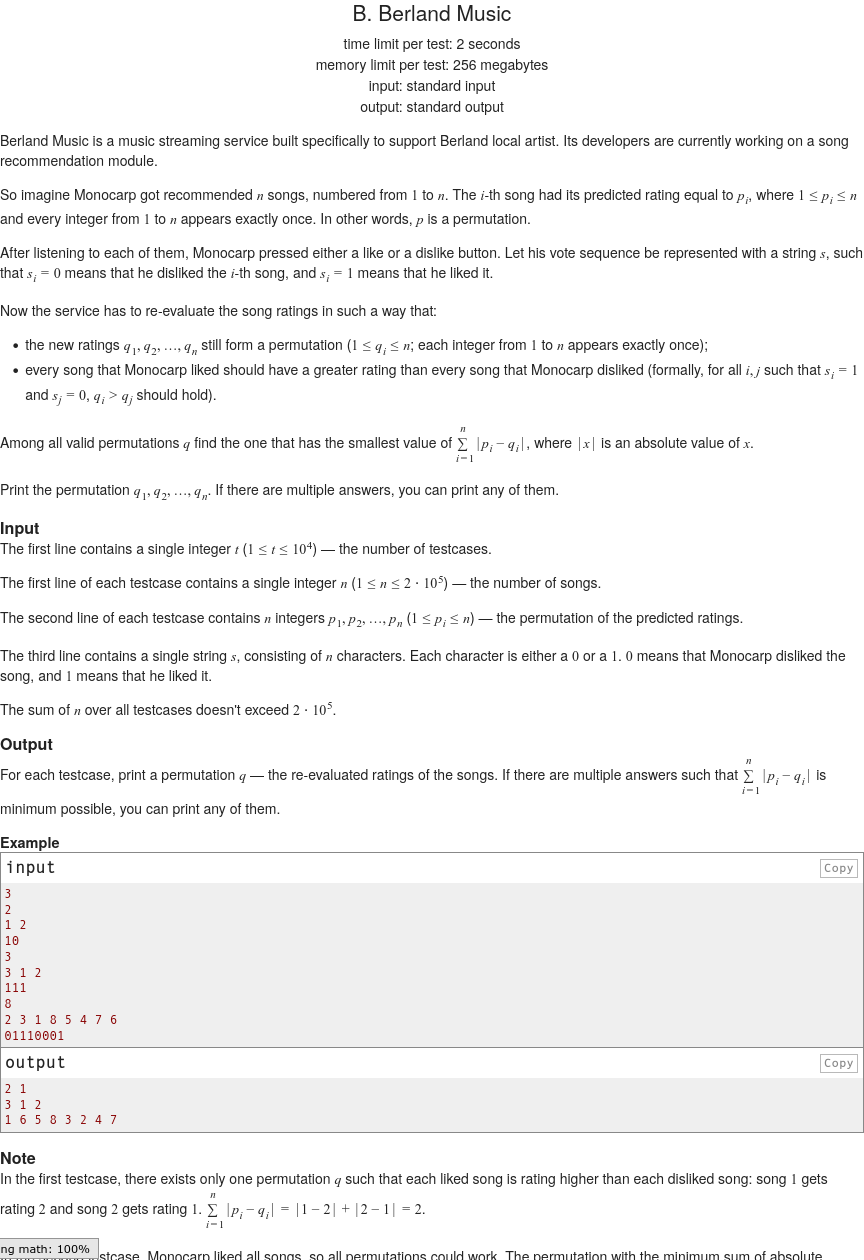 B. Berland Music
time limit per test: 2 seconds
memory limit per test: 256 megabytes
input: standard input
output: standard output
Berland Music is a music streaming service built specifically to support Berland local artist. Its developers are currently working on a song
recommendation module.
So imagine Monocarp got recommended n songs, numbered from 1 to n. The i-th song had its predicted rating equal to p_i, where 1 ≤ p_i ≤ n
and every integer from 1 to n appears exactly once. In other words, p is a permutation.
After listening to each of them, Monocarp pressed either a like or a dislike button. Let his vote sequence be represented with a string s, such
that s_i = 0 means that he disliked the i-th song, and s_i = 1 means that he liked it.
Now the service has to re-evaluate the song ratings in such a way that:
• the new ratings q_1, q_2, …, q_n still form a permutation (1 ≤ q_i ≤ n; each integer from 1 to n appears exactly once);
• every song that Monocarp liked should have a greater rating than every song that Monocarp disliked (formally, for all i, j such that s_i = 1
and s_j = 0, q_i > q_j should hold).
Among all valid permutations q find the one that has the smallest value of ∑_{i=1}^{n} |p_i − q_i|, where |x| is an absolute value of x.
Print the permutation q_1, q_2, …, q_n. If there are multiple answers, you can print any of them.
Input
The first line contains a single integer t (1 ≤ t ≤ 10^4) — the number of testcases.
The first line of each testcase contains a single integer n (1 ≤ n ≤ 2 · 10^5) — the number of songs.
The second line of each testcase contains n integers p_1, p_2, …, p_n (1 ≤ p_i ≤ n) — the permutation of the predicted ratings.
The third line contains a single string s, consisting of n characters. Each character is either a 0 or a 1. 0 means that Monocarp disliked the
song, and 1 means that he liked it.
The sum of n over all testcases doesn't exceed 2 · 10^5.
Output
For each testcase, print a permutation q — the re-evaluated ratings of the songs. If there are multiple answers such that ∑_{i=1}^{n} |p_i − q_i| is
minimum possible, you can print any of them.
Example
input
Copy
3
2
1 2
10
3
3 1 2
111
8
2 3 1 8 5 4 7 6
01110001
output
Copy
2 1
3 1 2
1 6 5 8 3 2 4 7
Note
In the first testcase, there exists only one permutation q such that each liked song is rating higher than each disliked song: song 1 gets
rating 2 and song 2 gets rating 1. ∑_{i=1}^{n} |p_i − q_i| = |1 − 2| + |2 − 1| = 2.
ng math: 100%
stcase, Monocarp liked all songs, so all permutations could work. The permutation with the minimum sum of absolute